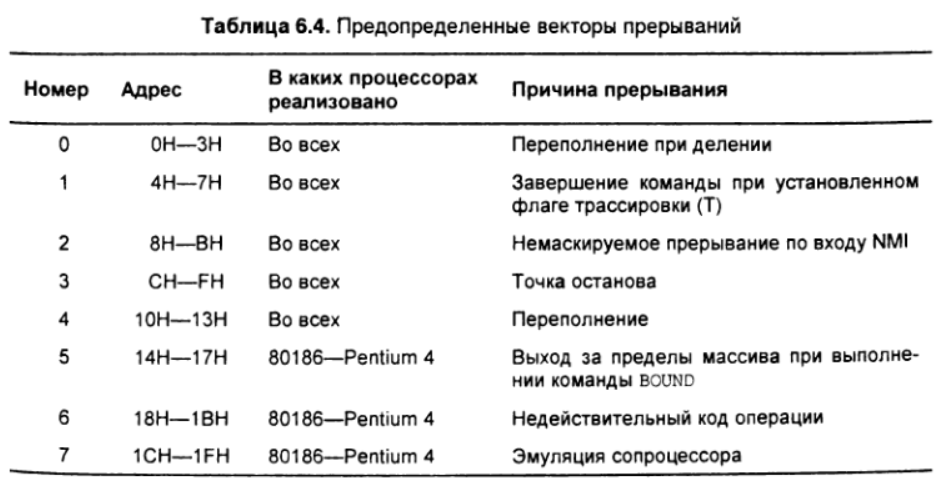 Таблица 6.4. Предопределенные векторы прерываний
Номер Адрес В каких процессорах реализовано Причина прерывания
0 0H—3H Во всех Переполнение при делении
1 4H—7H Во всех Завершение команды при установленном
флаге трассировки (T)
2 8H—BH Во всех Немаскируемое прерывание по входу NMI
3 CH—FH Во всех Точка останова
4 10H—13H Во всех Переполнение
5 14H—17H 80186—Pentium 4 Выход за пределы массива при выполне-
нии команды BOUND
6 18H—1BH 80186—Pentium 4 Недействительный код операции
7 1CH—1FH 80186—Pentium 4 Эмуляция сопроцессора